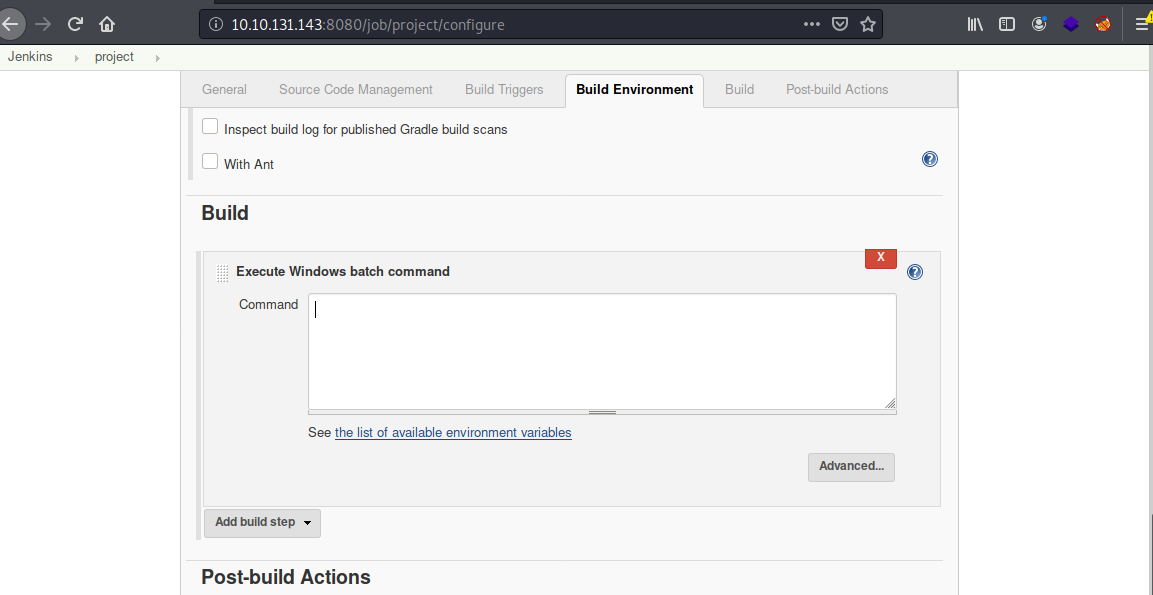 10.10.131.143:8080/job/project/configure
Jenkins project
General Source Code Management Build Triggers Build Environment Build Post-build Actions
Inspect build log for published Gradle build scans
With Ant
Build
X
Execute Windows batch command
Command
See the list of available environment variables
Advanced...
Add build step
Post-build Actions